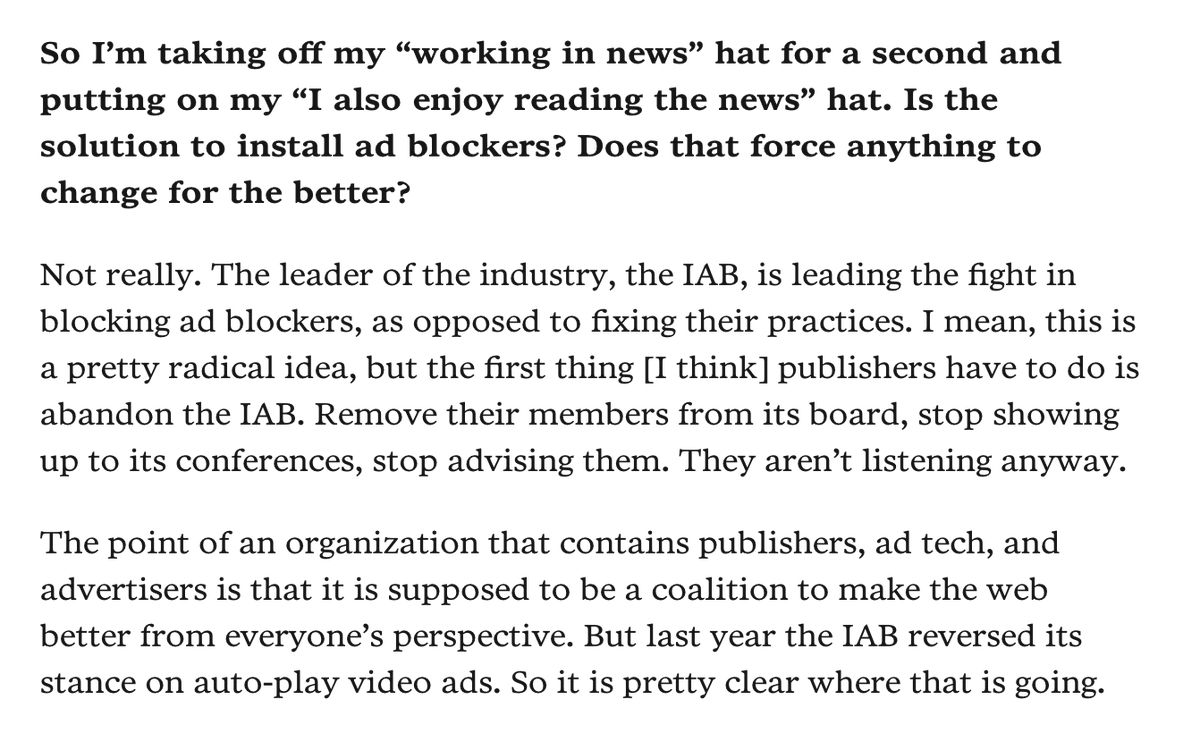 So I’m taking off my “working in news” hat for a second and
putting on my “I also enjoy reading the news” hat. Is the
solution to install ad blockers? Does that force anything to
change for the better?
Not really. The leader of the industry, the IAB, is leading the fight in
blocking ad blockers, as opposed to fixing their practices. I mean, this is
a pretty radical idea, but the first thing [I think] publishers have to do is
abandon the IAB. Remove their members from its board, stop showing
up to its conferences, stop advising them. They aren’t listening anyway.
The point of an organization that contains publishers, ad tech, and
advertisers is that it is supposed to be a coalition to make the web
better from everyone’s perspective. But last year the IAB reversed its
stance on auto-play video ads. So it is pretty clear where that is going.